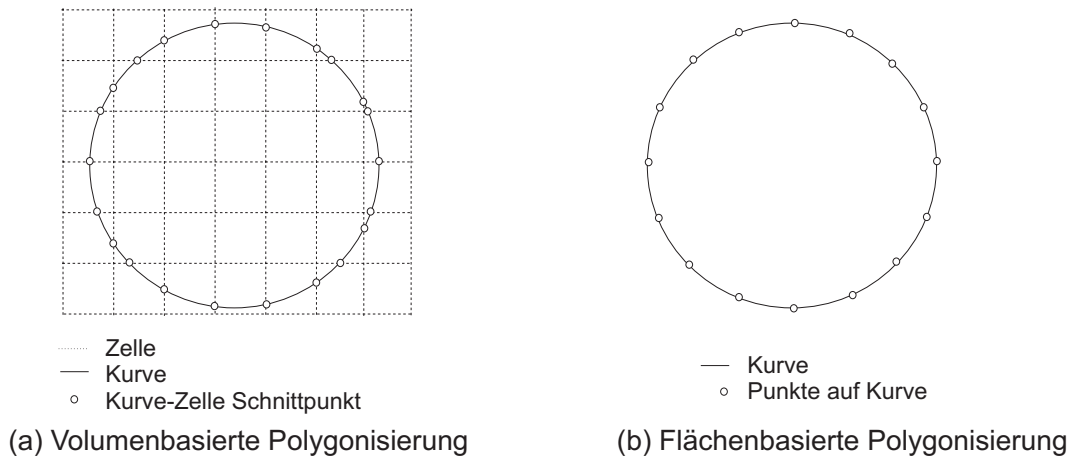 Zelle
Kurve
Kurve-Zelle Schnittpunkt
(a) Volumenbasierte Polygonisierung
Kurve
Punkte auf Kurve
(b) Flächenbasierte Polygonisierung